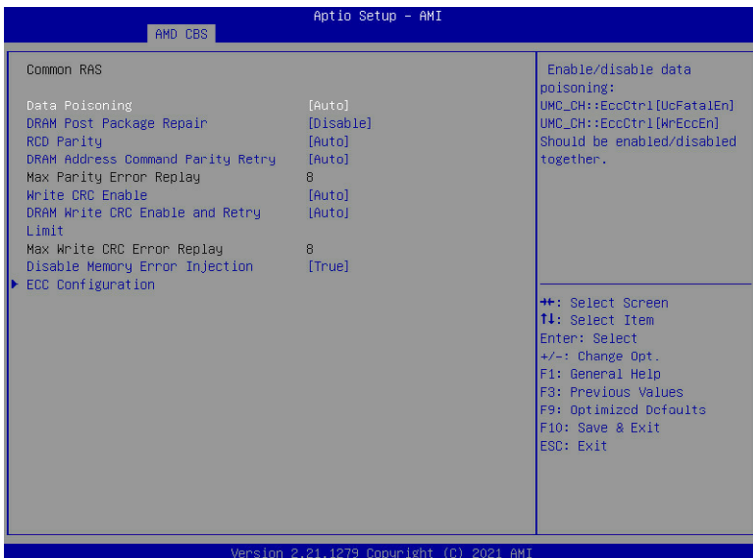 Aptio Setup - AMI
AMD CBS
Common RAS
Data Poisoning [Auto]
DRAM Post Package Repair [Disable]
RCD Parity [Auto]
DRAM Address Command Parity Retry [Auto]
Max Parity Error Replay 8
Write CRC Enable [Auto]
DRAM Write CRC Enable and Retry [Auto]
Limit
Max Write CRC Error Replay 8
Disable Memory Error Injection [True]
ECC Configuration
Enable/disable data
poisoning:
UMC_CH::EccCtrl[UcFatalEn]
UMC_CH::EccCtrl[WrEccEn]
Should be enabled/disabled
together.
→←: Select Screen
↑↓: Select Item
Enter: Select
+/-: Change Opt.
F1: General Help
F3: Previous Values
F9: Optimized Defaults
F10: Save & Exit
ESC: Exit
Version 2.21.1279 Copyright (C) 2021 AMI